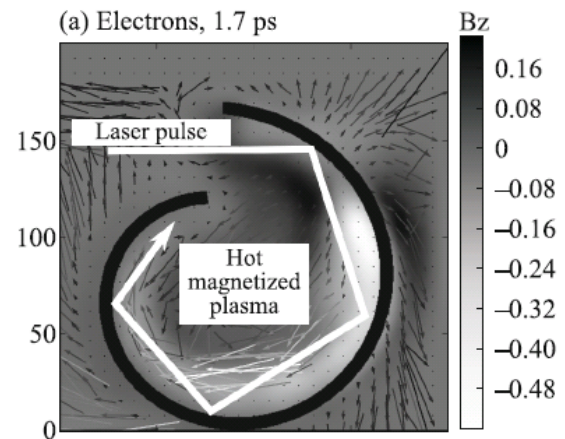 (a) Electrons, 1.7 ps
Bz
Laser pulse
Hot
magnetized
plasma
150
100
50
0
0.16
0.08
0
−0.08
−0.16
−0.24
−0.32
−0.40
−0.48